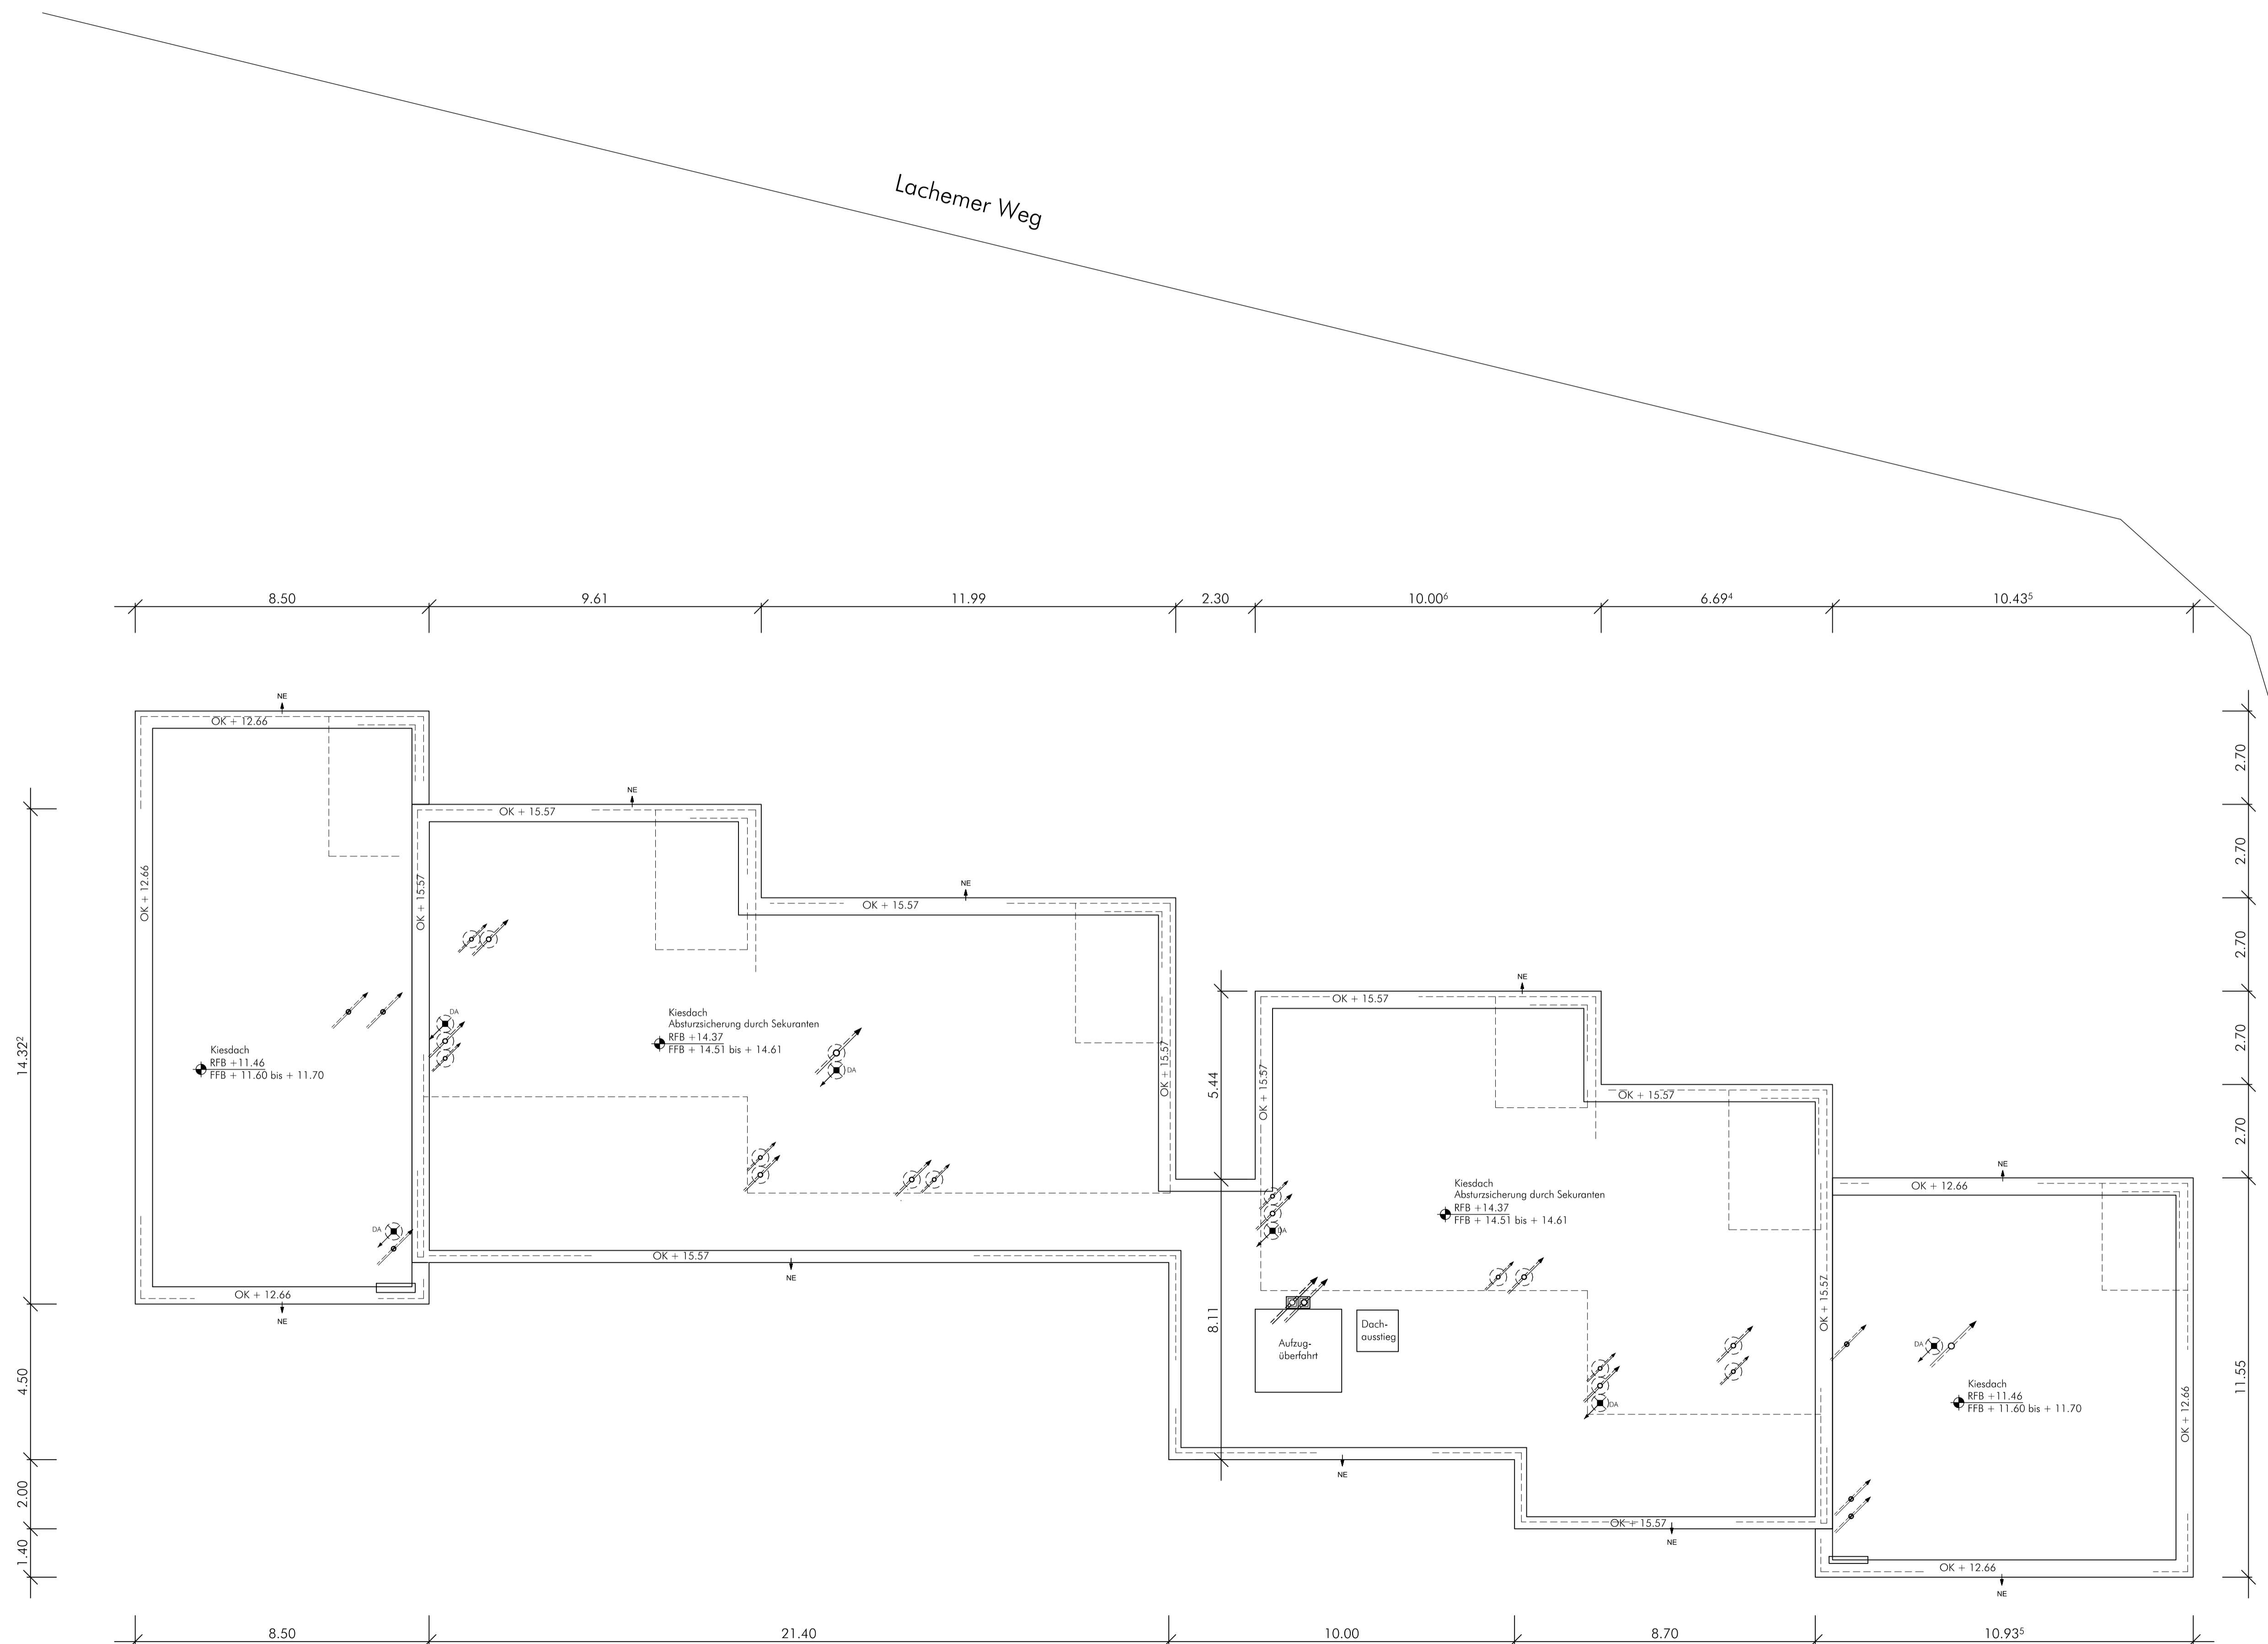 Lachemer Weg
8.50
9.61
11.99
2.30
10.00⁶
6.69⁴
10.43⁵
NE
OK + 12.66
2.70
NE
OK + 15.57
2.70
OK + 12.66
OK + 15.57
NE
OK + 15.57
2.70
NE
OK + 15.57
2.70
DA
Kiesdach
Absturzsicherung durch Sekuranten
RFB +14.37
FFB + 14.51 bis + 14.61
14.32²
Kiesdach
RFB +11.46
FFB + 11.60 bis + 11.70
DA
OK + 15.57
5.44
OK + 15.57
OK + 15.57
2.70
NE
OK + 12.66
Kiesdach
Absturzsicherung durch Sekuranten
RFB +14.37
FFB + 14.51 bis + 14.61
DA
DA
OK + 15.57
NE
OK + 12.66
NE
8.11
OK + 15.57
Dach-
ausstieg
Aufzug-
überfahrt
DA
Kiesdach
RFB +11.46
FFB + 11.60 bis + 11.70
DA
OK + 12.66
11.55
4.50
NE
2.00
OK + 15.57
NE
1.40
OK + 12.66
NE
8.50
21.40
10.00
8.70
10.93⁵